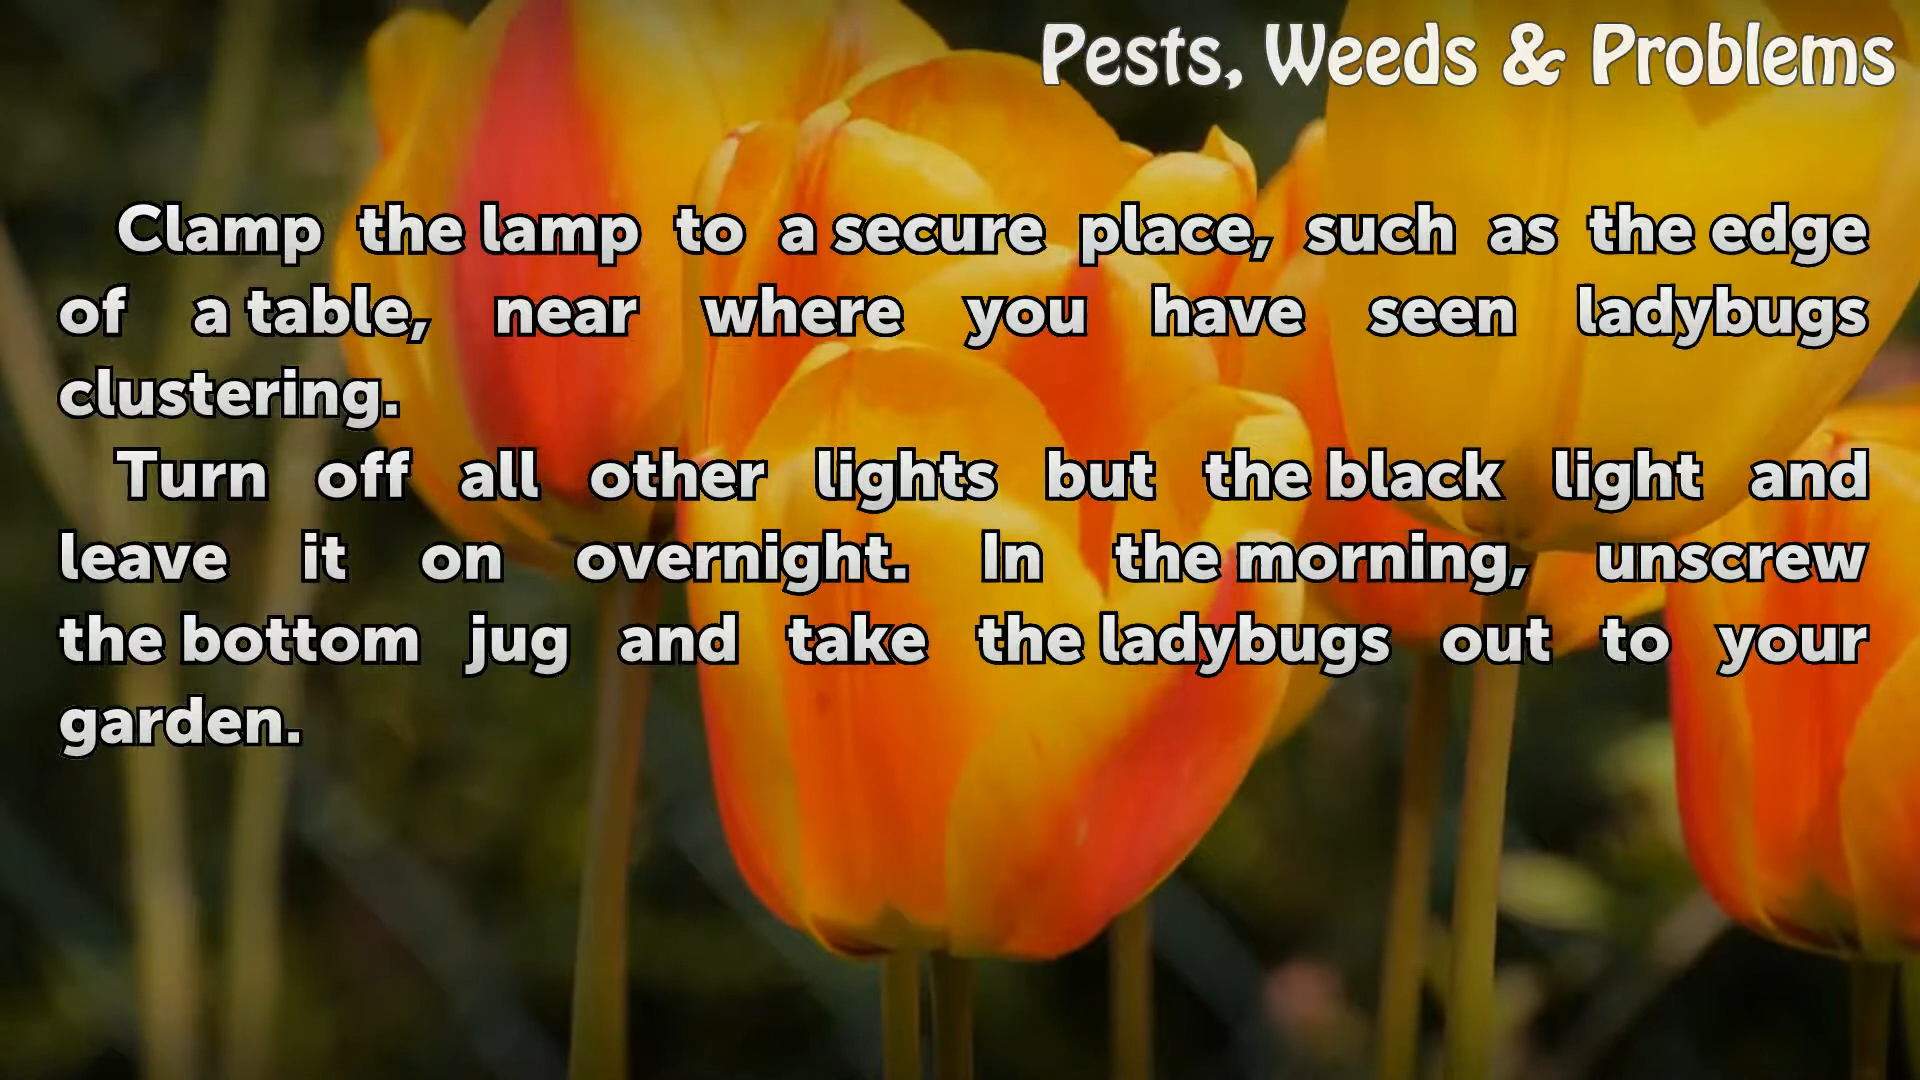 Pests, Weeds & Problems
Clamp the lamp to a secure place, such as the edge
of a table, near where you have seen ladybugs
clustering.
Turn off all other lights but the black light and
leave it on overnight. In the morning, unscrew
the bottom jug and take the ladybugs out to your
garden.